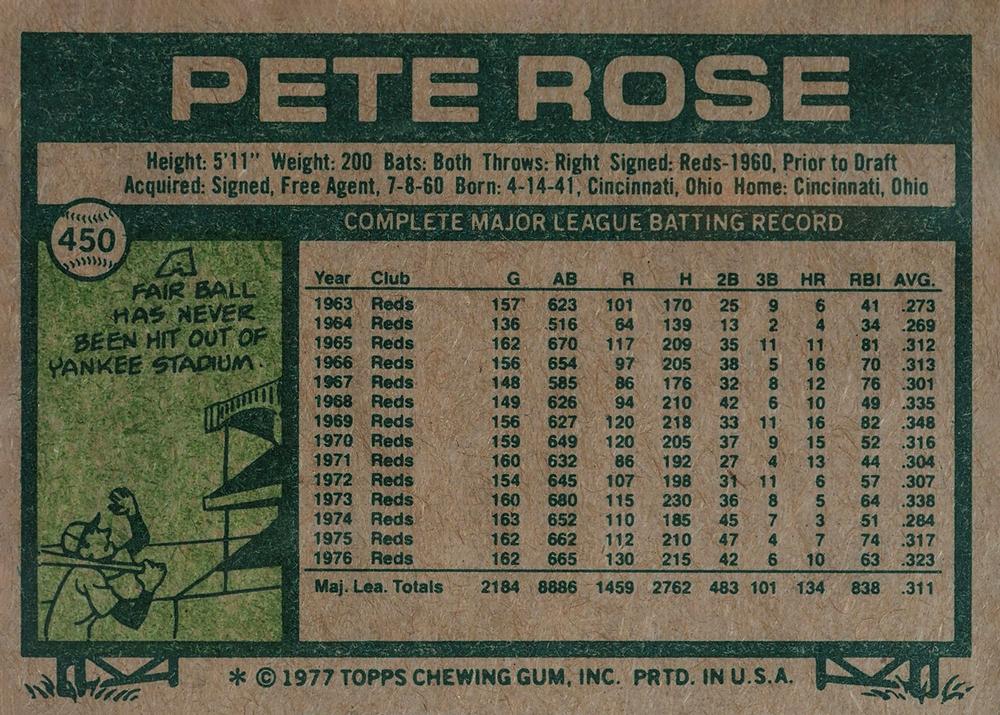 PETE ROSE
Height: 5'11" Weight: 200 Bats: Both Throws: Right Signed: Reds-1960, Prior to Draft
Acquired: Signed, Free Agent, 7-8-60 Born: 4-14-41, Cincinnati, Ohio Home: Cincinnati, Ohio
COMPLETE MAJOR LEAGUE BATTING RECORD
450
A
FAIR BALL
HAS NEVER
BEEN HIT OUT OF
YANKEE STADIUM.
Year Club G AB R H 2B 3B HR RBI AVG.
1963 Reds 157 623 101 170 25 9 6 41 .273
1964 Reds 136 516 64 139 13 2 4 34 .269
1965 Reds 162 670 117 209 35 11 11 81 .312
1966 Reds 156 654 97 205 38 5 16 70 .313
1967 Reds 148 585 86 176 32 8 12 76 .301
1968 Reds 149 626 94 210 42 6 10 49 .335
1969 Reds 156 627 120 218 33 11 16 82 .348
1970 Reds 159 649 120 205 37 9 15 52 .316
1971 Reds 160 632 86 192 27 4 13 44 .304
1972 Reds 154 645 107 198 31 11 6 57 .307
1973 Reds 160 680 115 230 36 8 5 64 .338
1974 Reds 163 652 110 185 45 7 3 51 .284
1975 Reds 162 662 112 210 47 4 7 74 .317
1976 Reds 162 665 130 215 42 6 10 63 .323
Maj. Lea. Totals 2184 8886 1459 2762 483 101 134 838 .311
* © 1977 TOPPS CHEWING GUM, INC. PRTD. IN U.S.A.